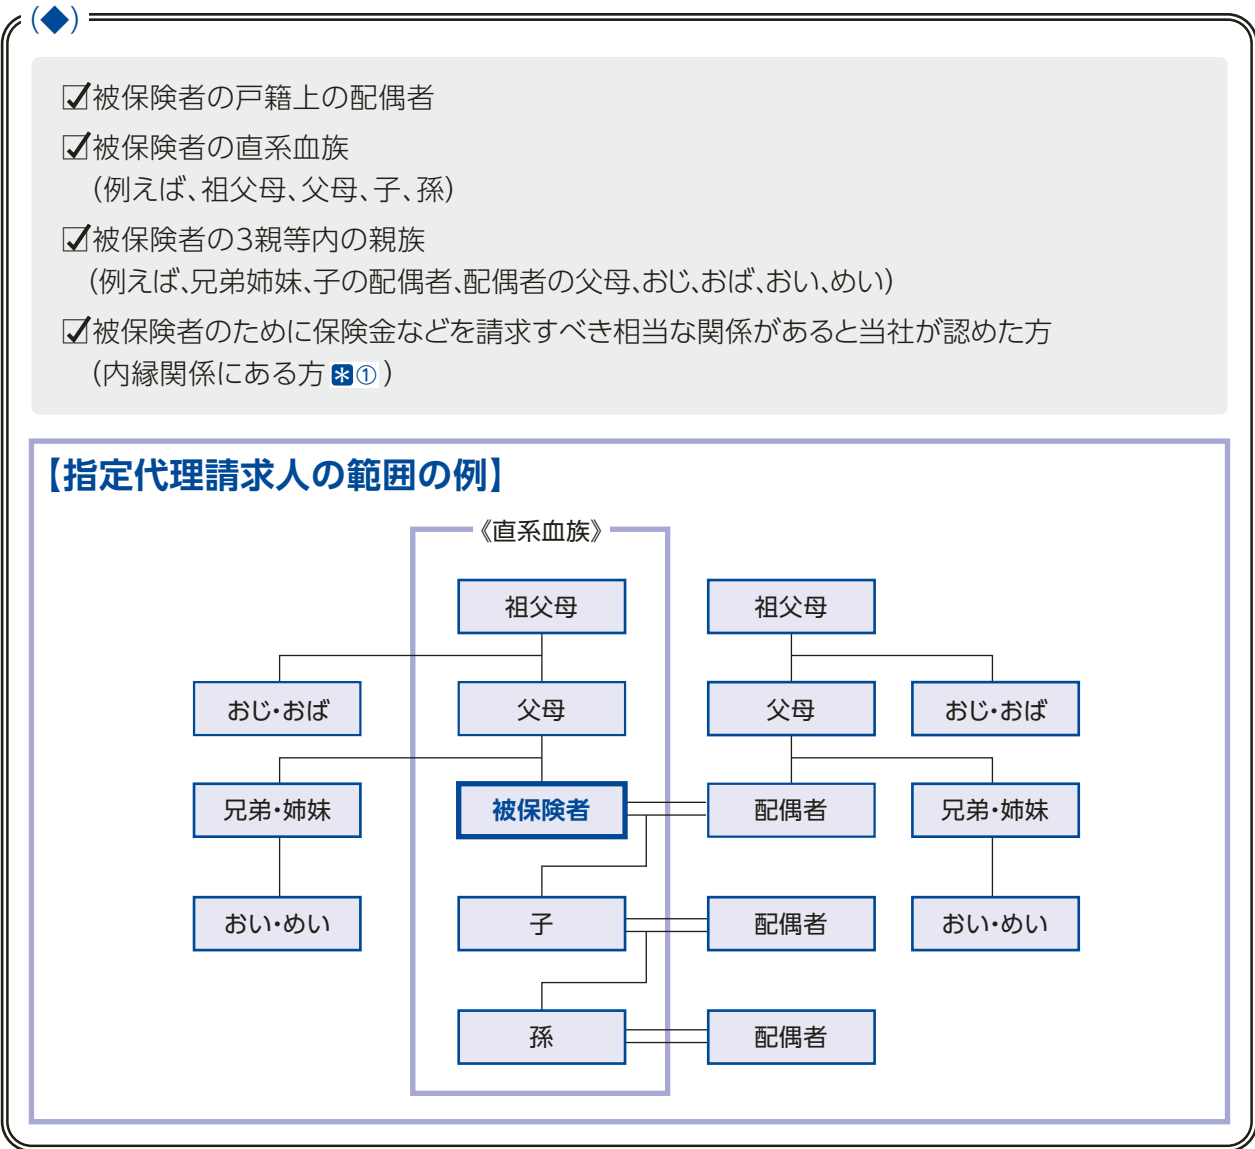 (◆)
☑被保険者の戸籍上の配偶者
☑被保険者の直系血族
(例えば、祖父母、父母、子、孫)
☑被保険者の3親等内の親族
(例えば、兄弟姉妹、子の配偶者、配偶者の父母、おじ、おば、おい、めい)
☑被保険者のために保険金などを請求すべき相当な関係があると当社が認めた方
(内縁関係にある方*①)
【指定代理請求人の範囲の例】
《直系血族》
祖父母 祖父母
おじ・おば 父母 父母 おじ・おば
兄弟・姉妹 被保険者 配偶者 兄弟・姉妹
おい・めい 子 配偶者 おい・めい
孫 配偶者